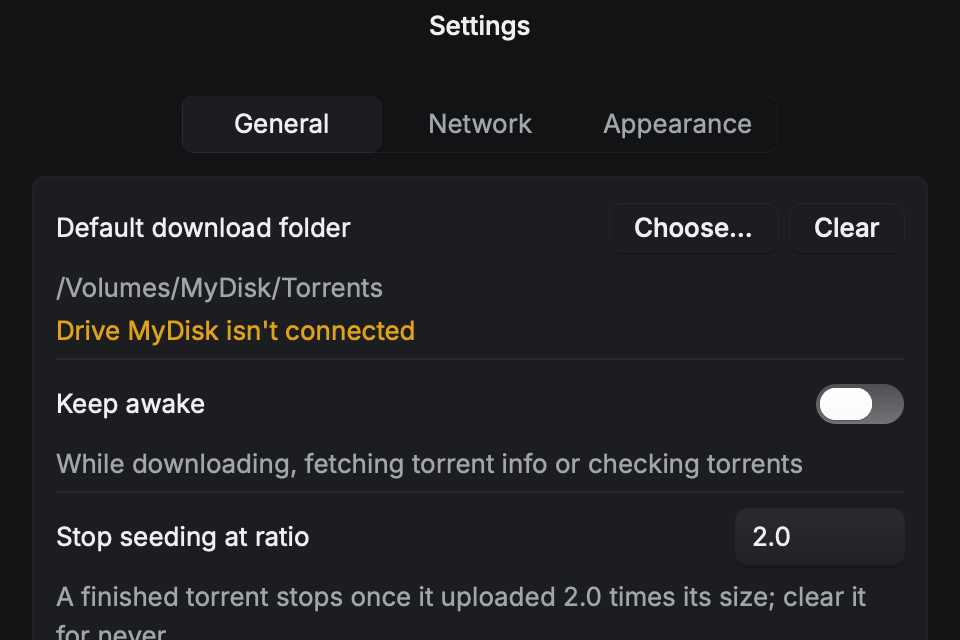 Settings
General Network Appearance
Default download folder Choose... Clear
/Volumes/MyDisk/Torrents
Drive MyDisk isn't connected
Keep awake
While downloading, fetching torrent info or checking torrents
Stop seeding at ratio 2.0
A finished torrent stops once it uploaded 2.0 times its size; clear it
for never